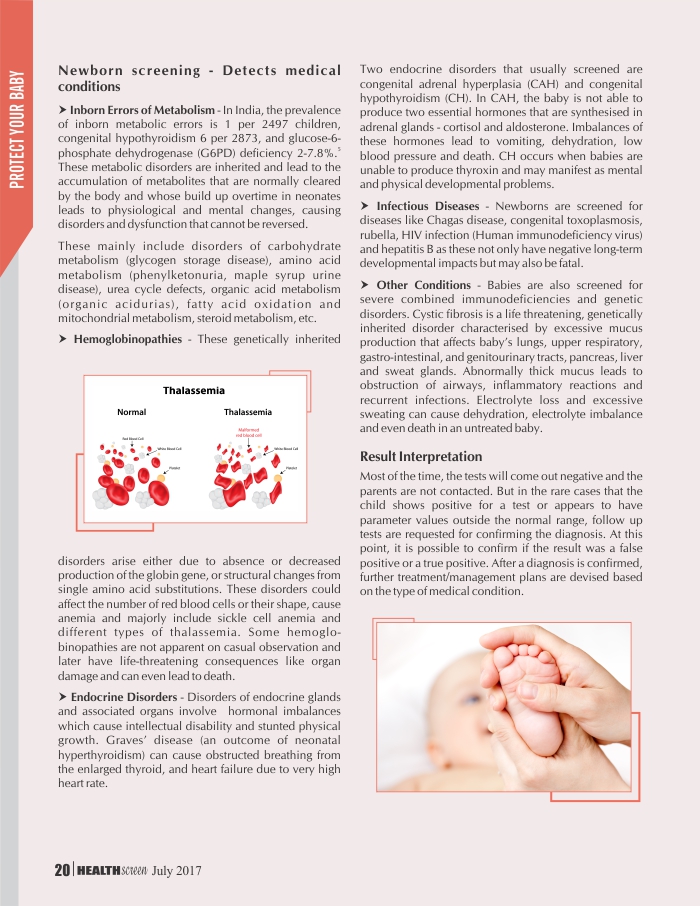 PROTECT YOUR BABY
Newborn screening - Detects medical
conditions
➤ Inborn Errors of Metabolism - In India, the prevalence
of inborn metabolic errors is 1 per 2497 children,
congenital hypothyroidism 6 per 2873, and glucose-6-
phosphate dehydrogenase (G6PD) deficiency 2-7.8%.⁵
These metabolic disorders are inherited and lead to the
accumulation of metabolites that are normally cleared
by the body and whose build up overtime in neonates
leads to physiological and mental changes, causing
disorders and dysfunction that cannot be reversed.
These mainly include disorders of carbohydrate
metabolism (glycogen storage disease), amino acid
metabolism (phenylketonuria, maple syrup urine
disease), urea cycle defects, organic acid metabolism
(organic acidurias), fatty acid oxidation and
mitochondrial metabolism, steroid metabolism, etc.
➤ Hemoglobinopathies - These genetically inherited
Thalassemia
Normal
Thalassemia
Red Blood Cell
White Blood Cell
Platelet
Malformed
red blood cell
White Blood Cell
Platelet
disorders arise either due to absence or decreased
production of the globin gene, or structural changes from
single amino acid substitutions. These disorders could
affect the number of red blood cells or their shape, cause
anemia and majorly include sickle cell anemia and
different types of thalassemia. Some hemoglo-
binopathies are not apparent on casual observation and
later have life-threatening consequences like organ
damage and can even lead to death.
➤ Endocrine Disorders - Disorders of endocrine glands
and associated organs involve hormonal imbalances
which cause intellectual disability and stunted physical
growth. Graves' disease (an outcome of neonatal
hyperthyroidism) can cause obstructed breathing from
the enlarged thyroid, and heart failure due to very high
heart rate.
Two endocrine disorders that usually screened are
congenital adrenal hyperplasia (CAH) and congenital
hypothyroidism (CH). In CAH, the baby is not able to
produce two essential hormones that are synthesised in
adrenal glands - cortisol and aldosterone. Imbalances of
these hormones lead to vomiting, dehydration, low
blood pressure and death. CH occurs when babies are
unable to produce thyroxin and may manifest as mental
and physical developmental problems.
➤ Infectious Diseases - Newborns are screened for
diseases like Chagas disease, congenital toxoplasmosis,
rubella, HIV infection (Human immunodeficiency virus)
and hepatitis B as these not only have negative long-term
developmental impacts but may also be fatal.
➤ Other Conditions - Babies are also screened for
severe combined immunodeficiencies and genetic
disorders. Cystic fibrosis is a life threatening, genetically
inherited disorder characterised by excessive mucus
production that affects baby's lungs, upper respiratory,
gastro-intestinal, and genitourinary tracts, pancreas, liver
and sweat glands. Abnormally thick mucus leads to
obstruction of airways, inflammatory reactions and
recurrent infections. Electrolyte loss and excessive
sweating can cause dehydration, electrolyte imbalance
and even death in an untreated baby.
Result Interpretation
Most of the time, the tests will come out negative and the
parents are not contacted. But in the rare cases that the
child shows positive for a test or appears to have
parameter values outside the normal range, follow up
tests are requested for confirming the diagnosis. At this
point, it is possible to confirm if the result was a false
positive or a true positive. After a diagnosis is confirmed,
further treatment/management plans are devised based
on the type of medical condition.
20 HEALTHscreen July 2017